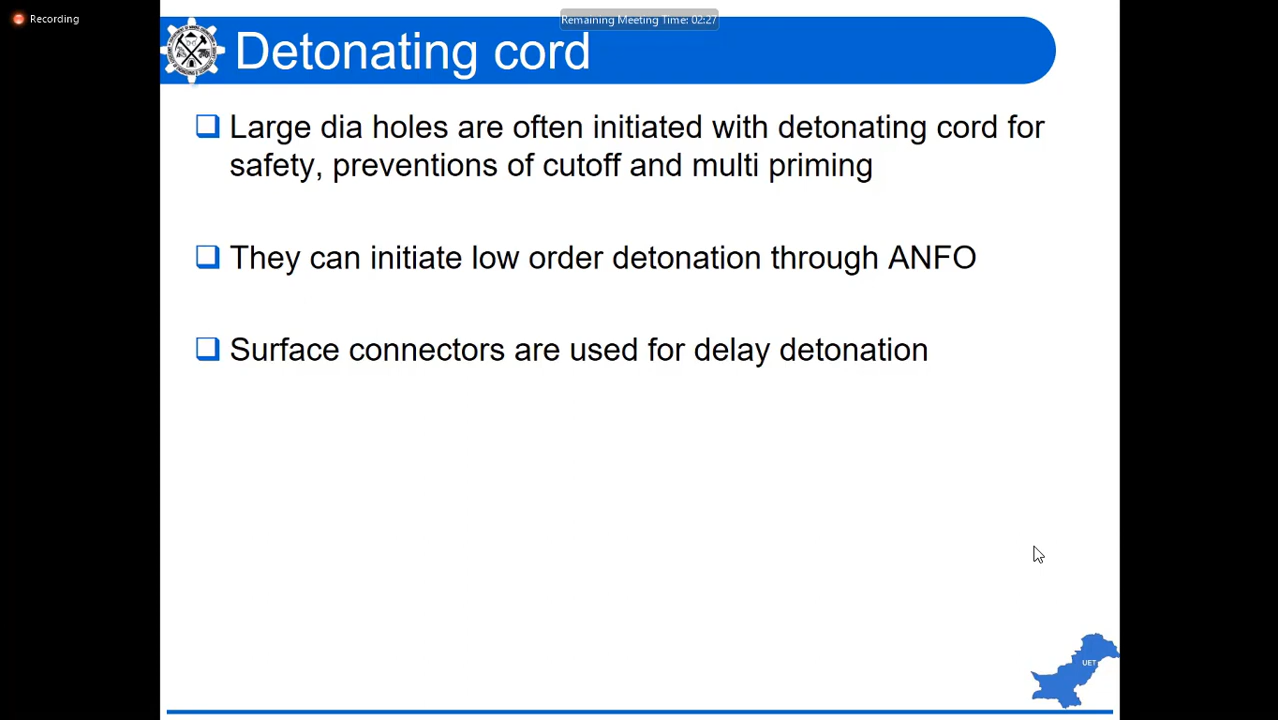 Recording
Remaining Meeting Time: 02:27
Detonating cord
Large dia holes are often initiated with detonating cord for
safety, preventions of cutoff and multi priming
They can initiate low order detonation through ANFO
Surface connectors are used for delay detonation
UET